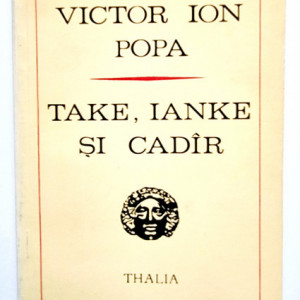 VICTOR ION
POPA
TAKE, IANKE
ȘI CADÎR
THALIA